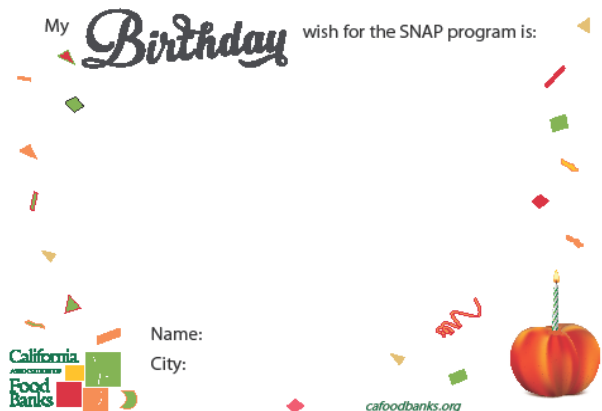 My Birthday wish for the SNAP program is:
Name:
City:
California
ASSOCIATION OF
Food
Banks
cafoodbanks.org